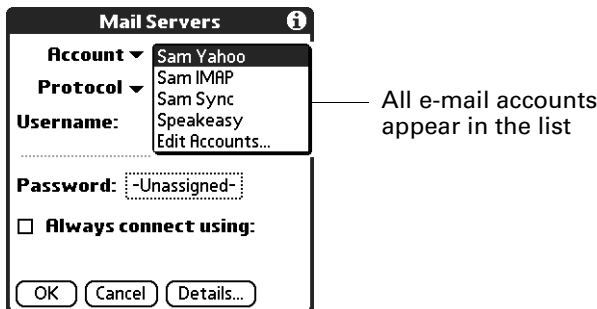 Mail Servers
Account
Sam Yahoo
Sam IMAP
Protocol
Sam Sync
Username:
Speakeasy
Edit Accounts...
All e-mail accounts
appear in the list
Password: -Unassigned-
Always connect using:
OK Cancel Details...